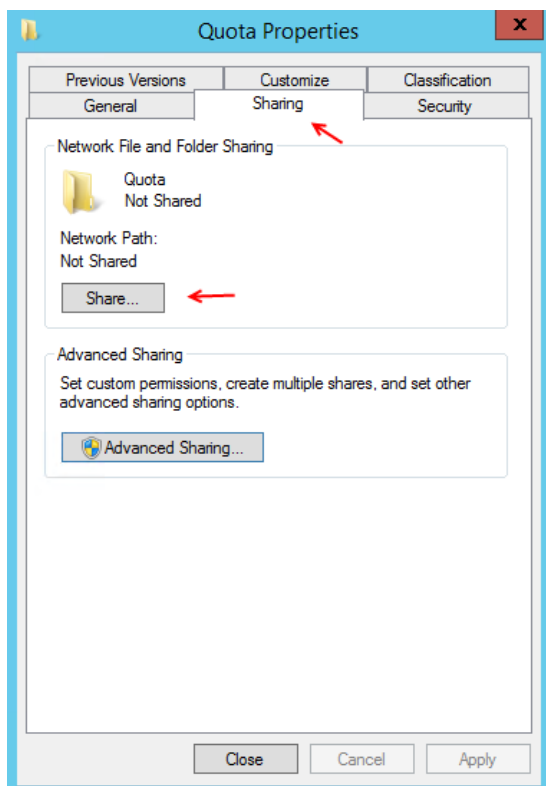 Quota Properties
x
Previous Versions
Customize
Classification
General
Sharing
Security
Network File and Folder Sharing
Quota
Not Shared
Network Path:
Not Shared
Share...
Advanced Sharing
Set custom permissions, create multiple shares, and set other
advanced sharing options.
Advanced Sharing...
Close
Cancel
Apply